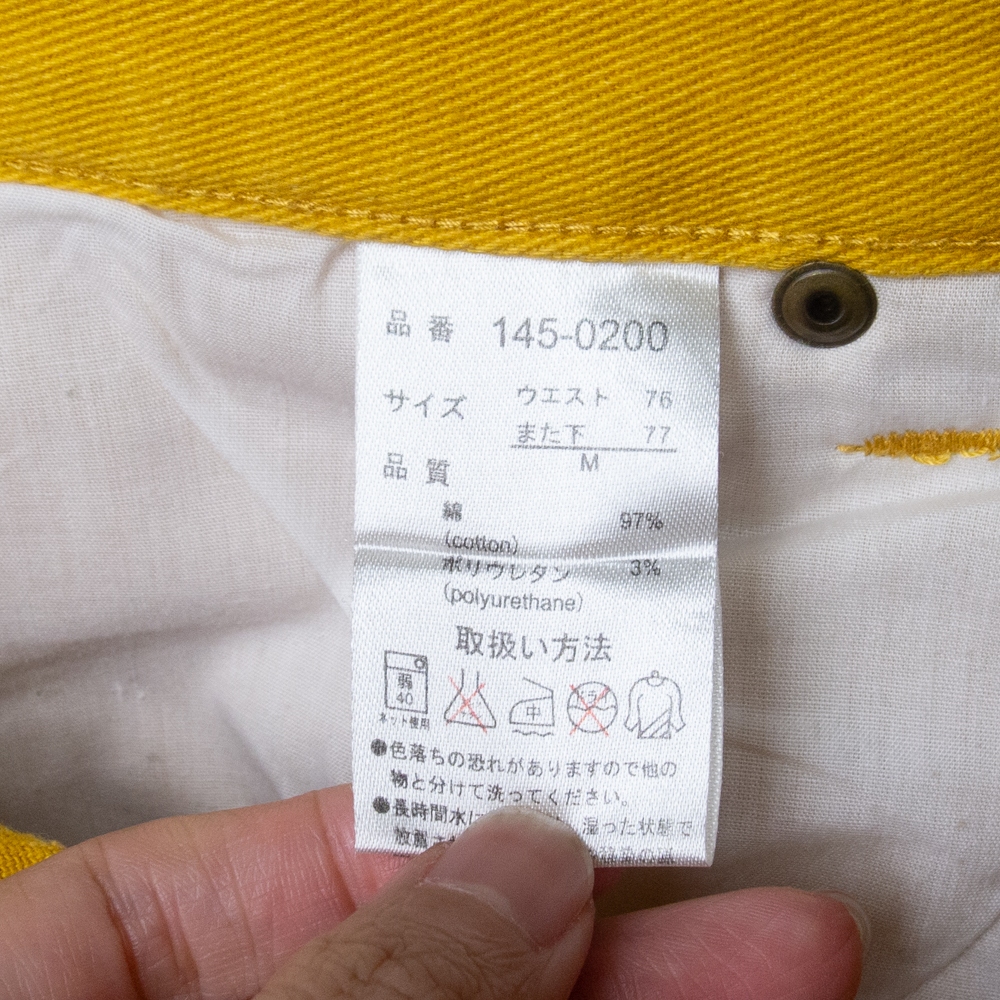 品番 145-0200
サイズ ウエスト 76
また下 77
M
品質
綿 97%
(cotton)
ポリウレタン 3%
(polyurethane)
取扱い方法
弱
40
ネット使用
中
●色落ちの恐れがありますので他の
物と分けて洗ってください。
●長時間水に 湿った状態で
放置